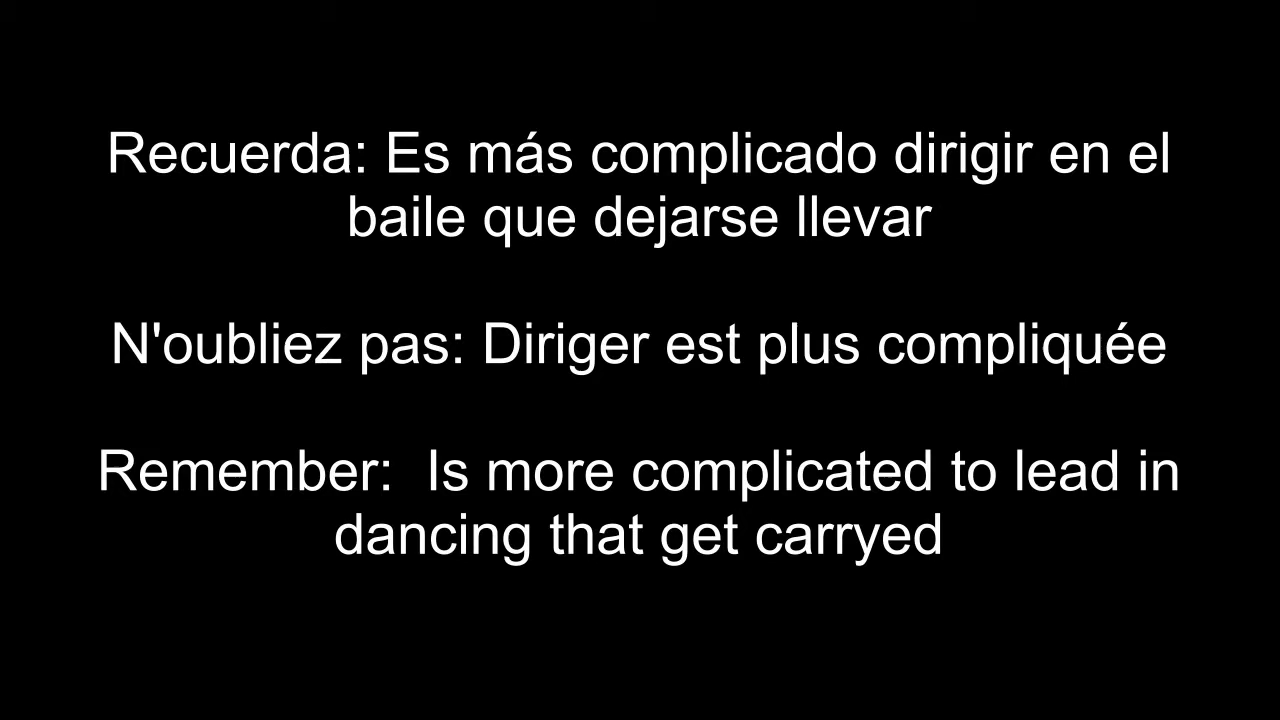 Recuerda: Es más complicado dirigir en el
baile que dejarse llevar
N'oubliez pas: Diriger est plus compliquée
Remember:  Is more complicated to lead in
dancing that get carryed